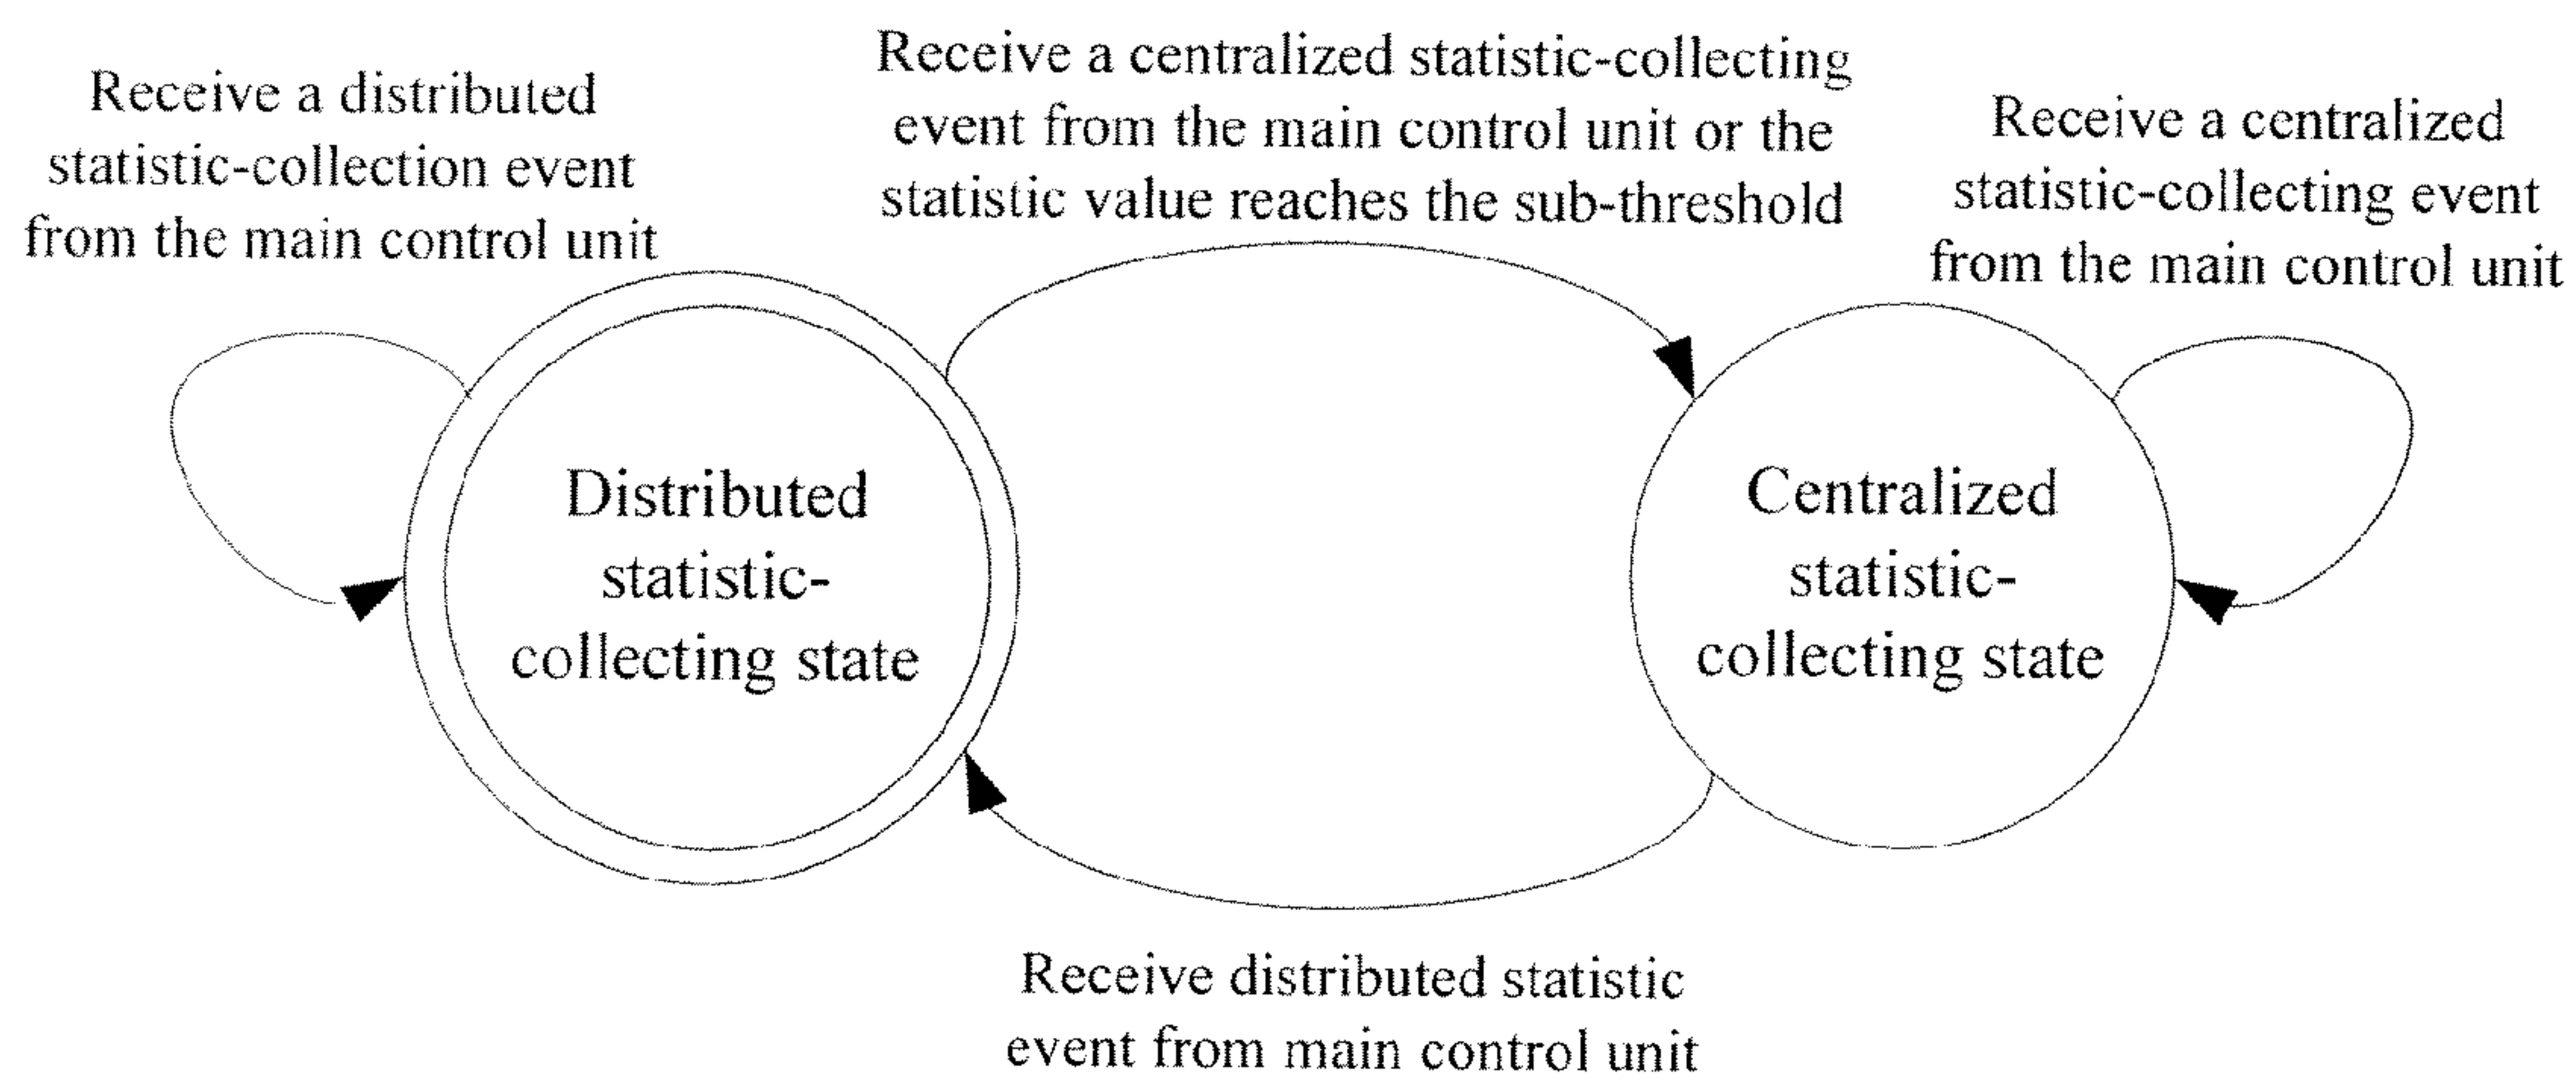 Receive a distributed
statistic-collection event
from the main control unit
Receive a centralized statistic-collecting
event from the main control unit or the
statistic value reaches the sub-threshold
Receive a centralized
statistic-collecting event
from the main control unit
Distributed
statistic-
collecting state
Centralized
statistic-
collecting state
Receive distributed statistic
event from main control unit